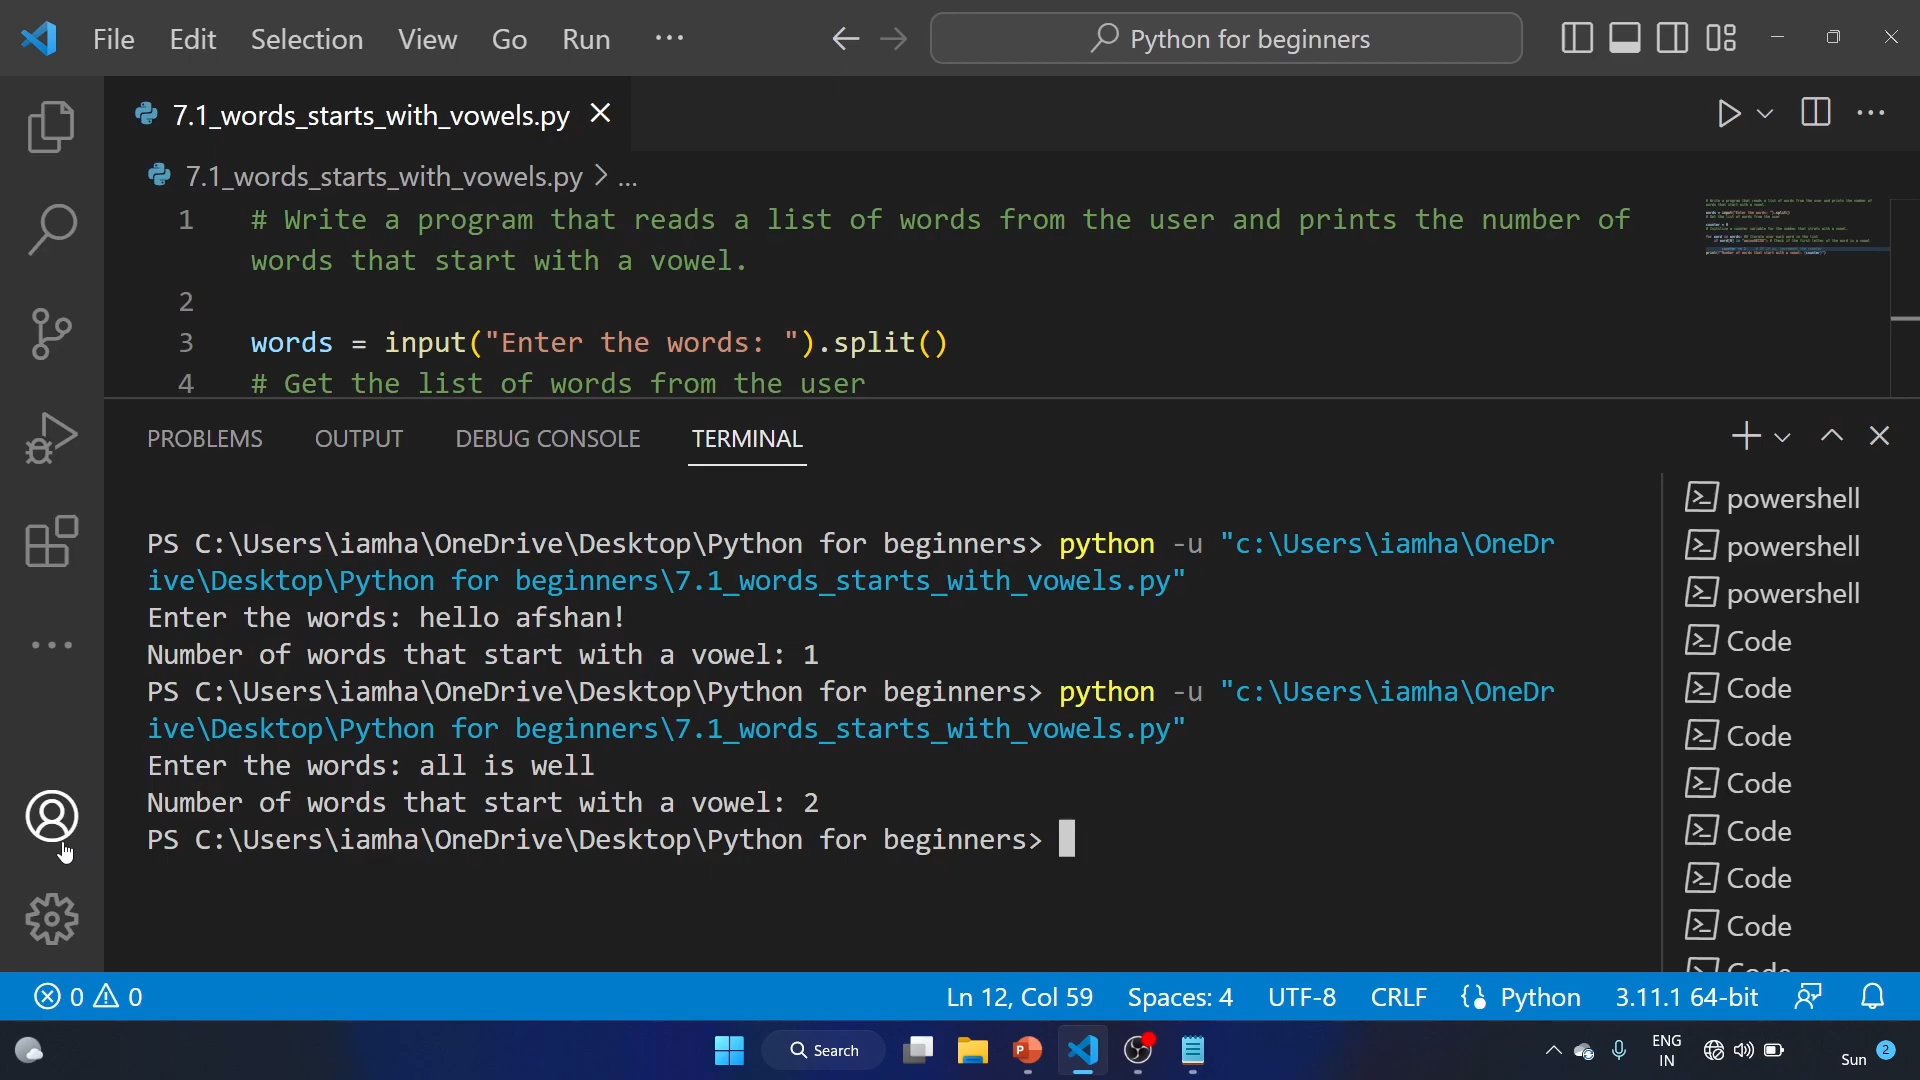 File Edit Selection View Go Run ···
Python for beginners
7.1_words_starts_with_vowels.py
7.1_words_starts_with_vowels.py > ...
1 # Write a program that reads a list of words from the user and prints the number of
words that start with a vowel.
2
3 words = input("Enter the words: ").split()
4 # Get the list of words from the user
PROBLEMS OUTPUT DEBUG CONSOLE TERMINAL
PS C:\Users\iamha\OneDrive\Desktop\Python for beginners> python -u "c:\Users\iamha\OneDr
ive\Desktop\Python for beginners\7.1_words_starts_with_vowels.py"
Enter the words: hello afshan!
Number of words that start with a vowel: 1
PS C:\Users\iamha\OneDrive\Desktop\Python for beginners> python -u "c:\Users\iamha\OneDr
ive\Desktop\Python for beginners\7.1_words_starts_with_vowels.py"
Enter the words: all is well
Number of words that start with a vowel: 2
PS C:\Users\iamha\OneDrive\Desktop\Python for beginners>
powershell
powershell
powershell
Code
Code
Code
Code
Code
Code
Code
Code
0 0
Ln 12, Col 59 Spaces: 4 UTF-8 CRLF Python 3.11.1 64-bit
Search
ENG
IN
Sun 2